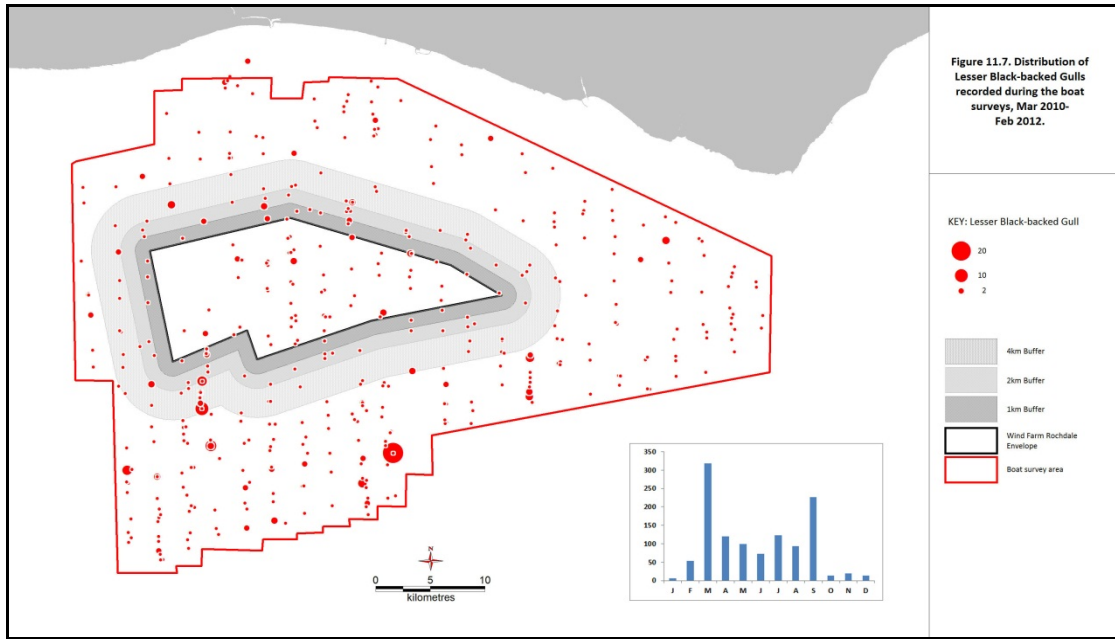 Figure 11.7. Distribution of
Lesser Black-backed Gulls
recorded during the boat
surveys, Mar 2010-
Feb 2012.
KEY: Lesser Black-backed Gull
20
10
2
4km Buffer
2km Buffer
1km Buffer
Wind Farm Rochdale
Envelope
Boat survey area
N
0 5 10
kilometres
350
300
250
200
150
100
50
0
J F M A M J J A S O N D